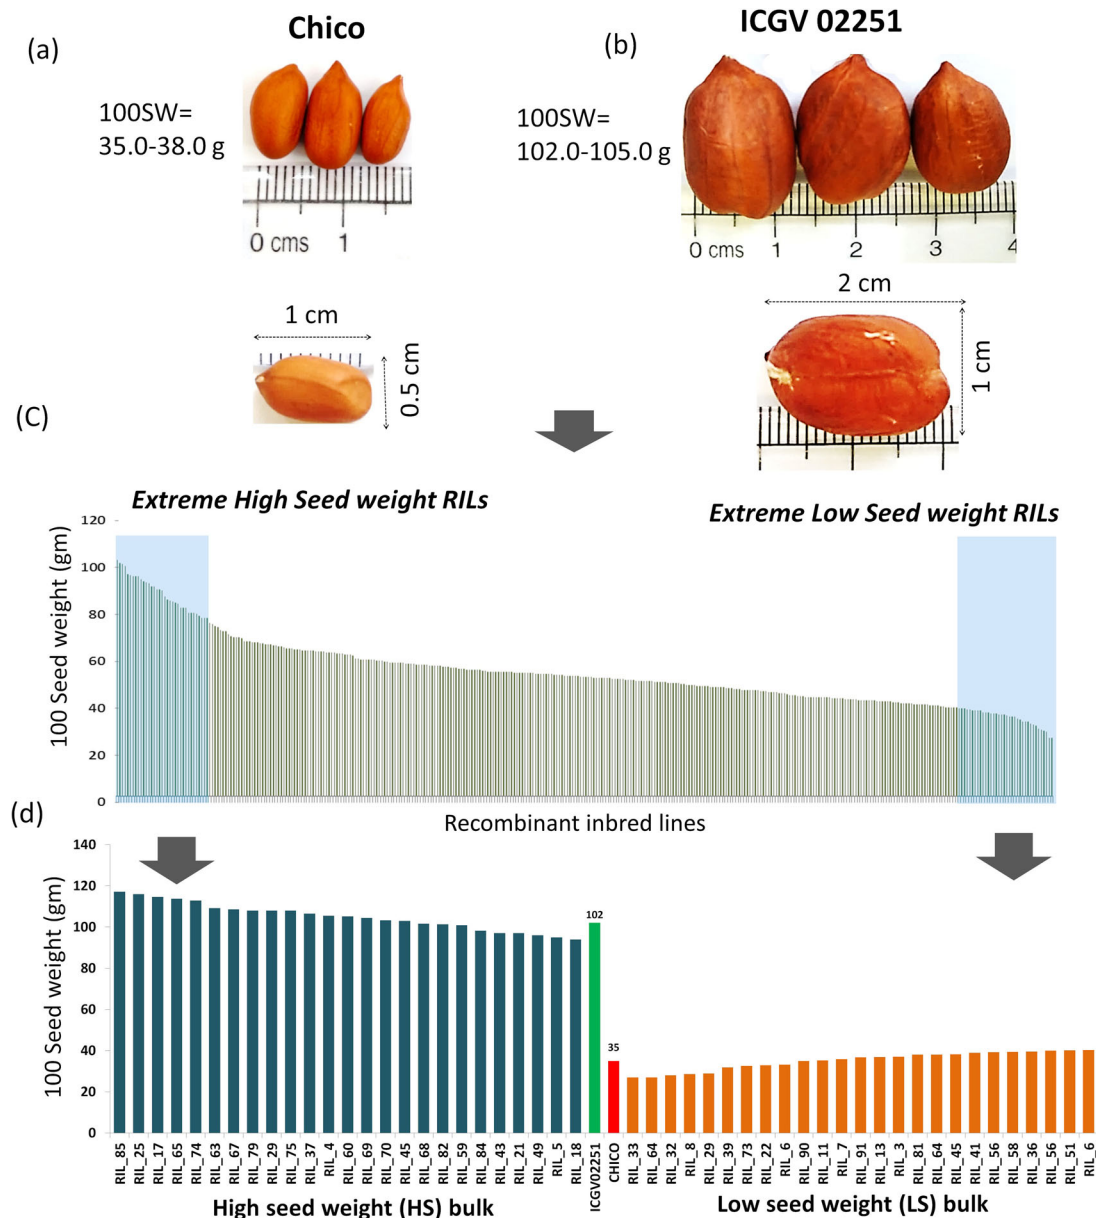 (a)
Chico
100SW=
35.0-38.0 g
0 cms 1
1 cm
0.5 cm
(b)
ICGV 02251
100SW=
102.0-105.0 g
0 cms 1 2 3 4
2 cm
1 cm
(C)
Extreme High Seed weight RILs
Extreme Low Seed weight RILs
100 Seed weight (gm)
120
100
80
60
40
20
0
Recombinant inbred lines
(d)
100 Seed weight (gm)
140
120
100
80
60
40
20
0
102
35
RIL_85
RIL_25
RIL_17
RIL_65
RIL_74
RIL_63
RIL_67
RIL_79
RIL_29
RIL_75
RIL_37
RIL_4
RIL_60
RIL_69
RIL_70
RIL_45
RIL_68
RIL_82
RIL_59
RIL_84
RIL_43
RIL_21
RIL_49
RIL_5
RIL_18
ICGV02251
CHICO
RIL_33
RIL_64
RIL_32
RIL_8
RIL_29
RIL_39
RIL_73
RIL_22
RIL_6
RIL_90
RIL_11
RIL_7
RIL_91
RIL_13
RIL_3
RIL_81
RIL_64
RIL_45
RIL_41
RIL_56
RIL_58
RIL_36
RIL_56
RIL_51
RIL_6
High seed weight (HS) bulk
Low seed weight (LS) bulk